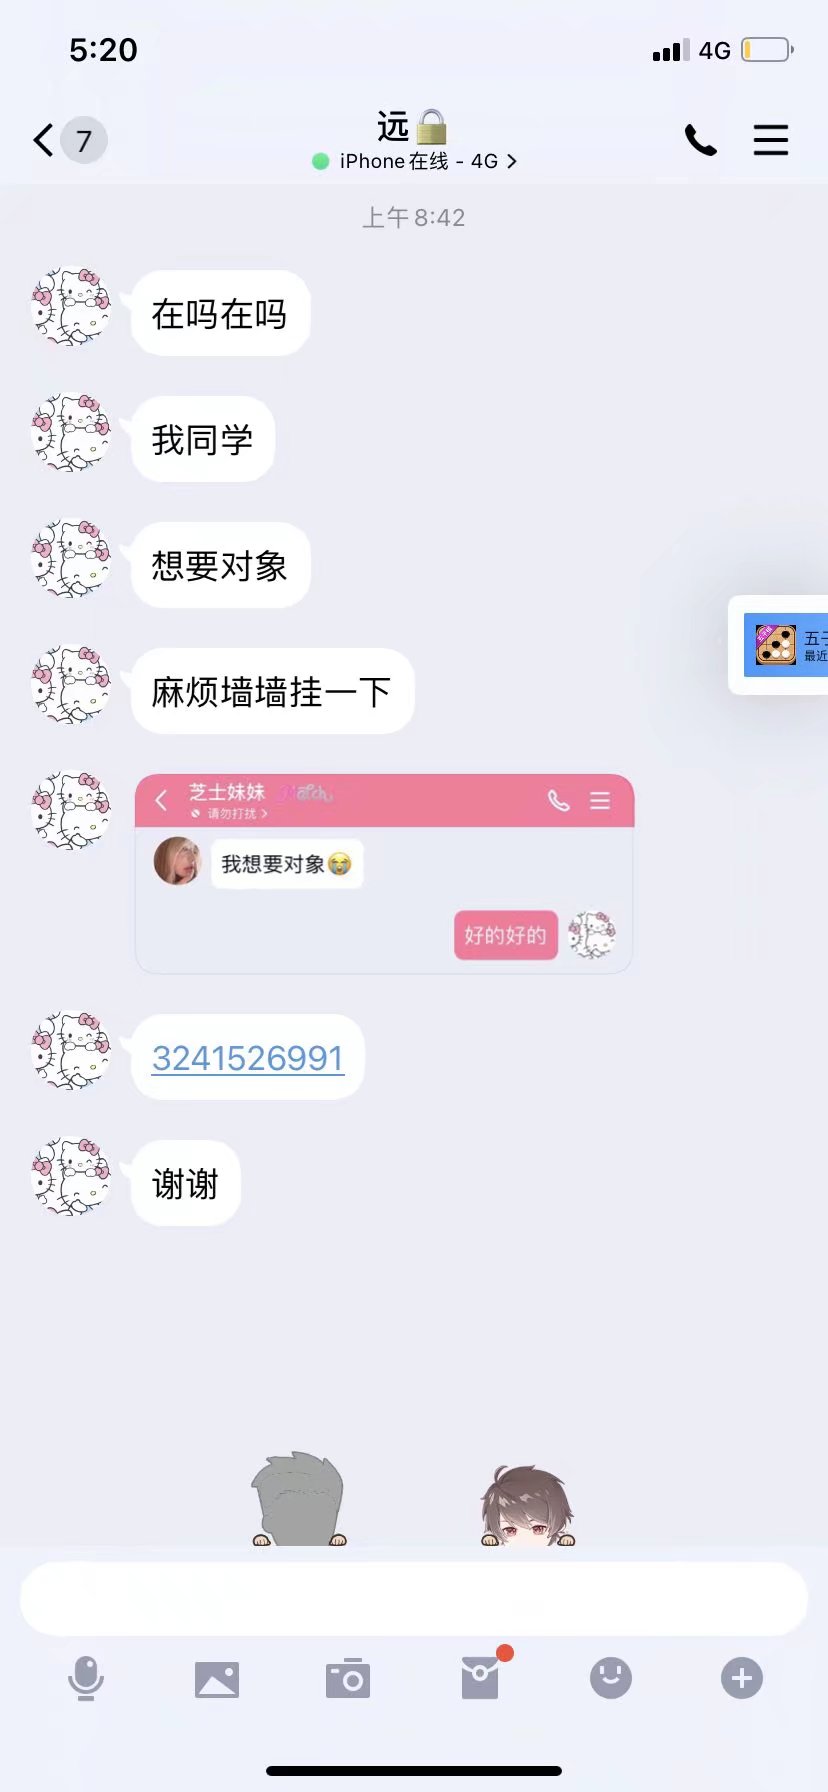 5:20
4G
7
远
iPhone在线 - 4G
上午8:42
在吗在吗
我同学
想要对象
五子
最近
麻烦墙墙挂一下
芝士妹妹
请勿打扰
我想要对象
好的好的
3241526991
谢谢